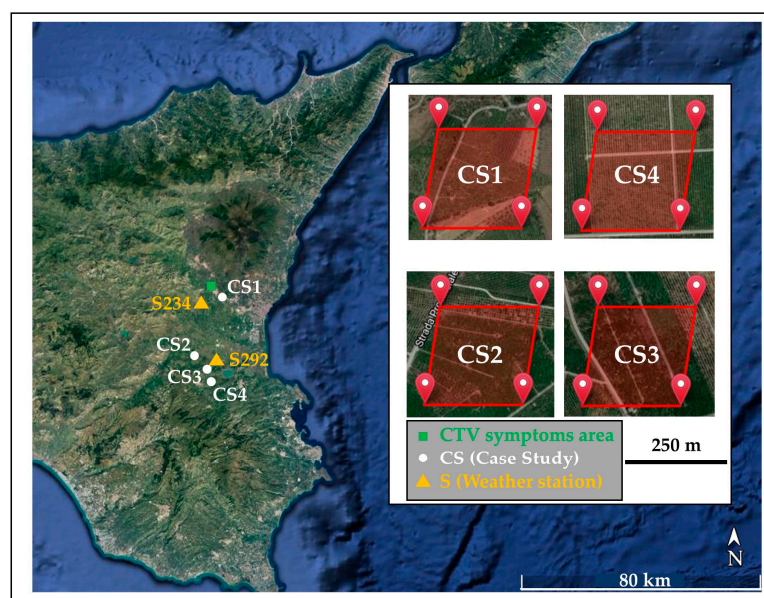 CS1
CS4
CS1
S234
CS2
S292
CS3
CS4
Strada Provinciale
CS2
CS3
CTV symptoms area
CS (Case Study)
S (Weather station)
250 m
N
80 km